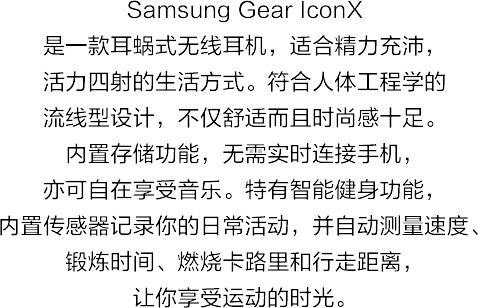 Samsung Gear IconX
是一款耳蜗式无线耳机，适合精力充沛，
活力四射的生活方式。符合人体工程学的
流线型设计，不仅舒适而且时尚感十足。
内置存储功能，无需实时连接手机，
亦可自在享受音乐。特有智能健身功能，
内置传感器记录你的日常活动，并自动测量速度、
锻炼时间、燃烧卡路里和行走距离，
让你享受运动的时光。